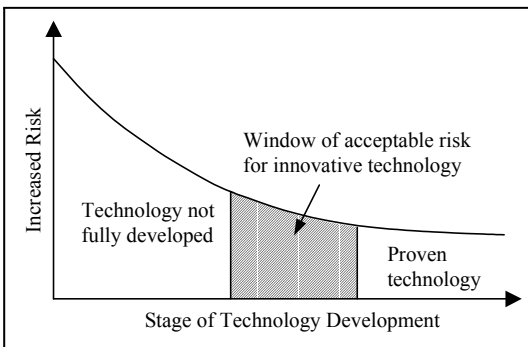 Increased Risk
Window of acceptable risk
for innovative technology
Technology not
fully developed
Proven
technology
Stage of Technology Development